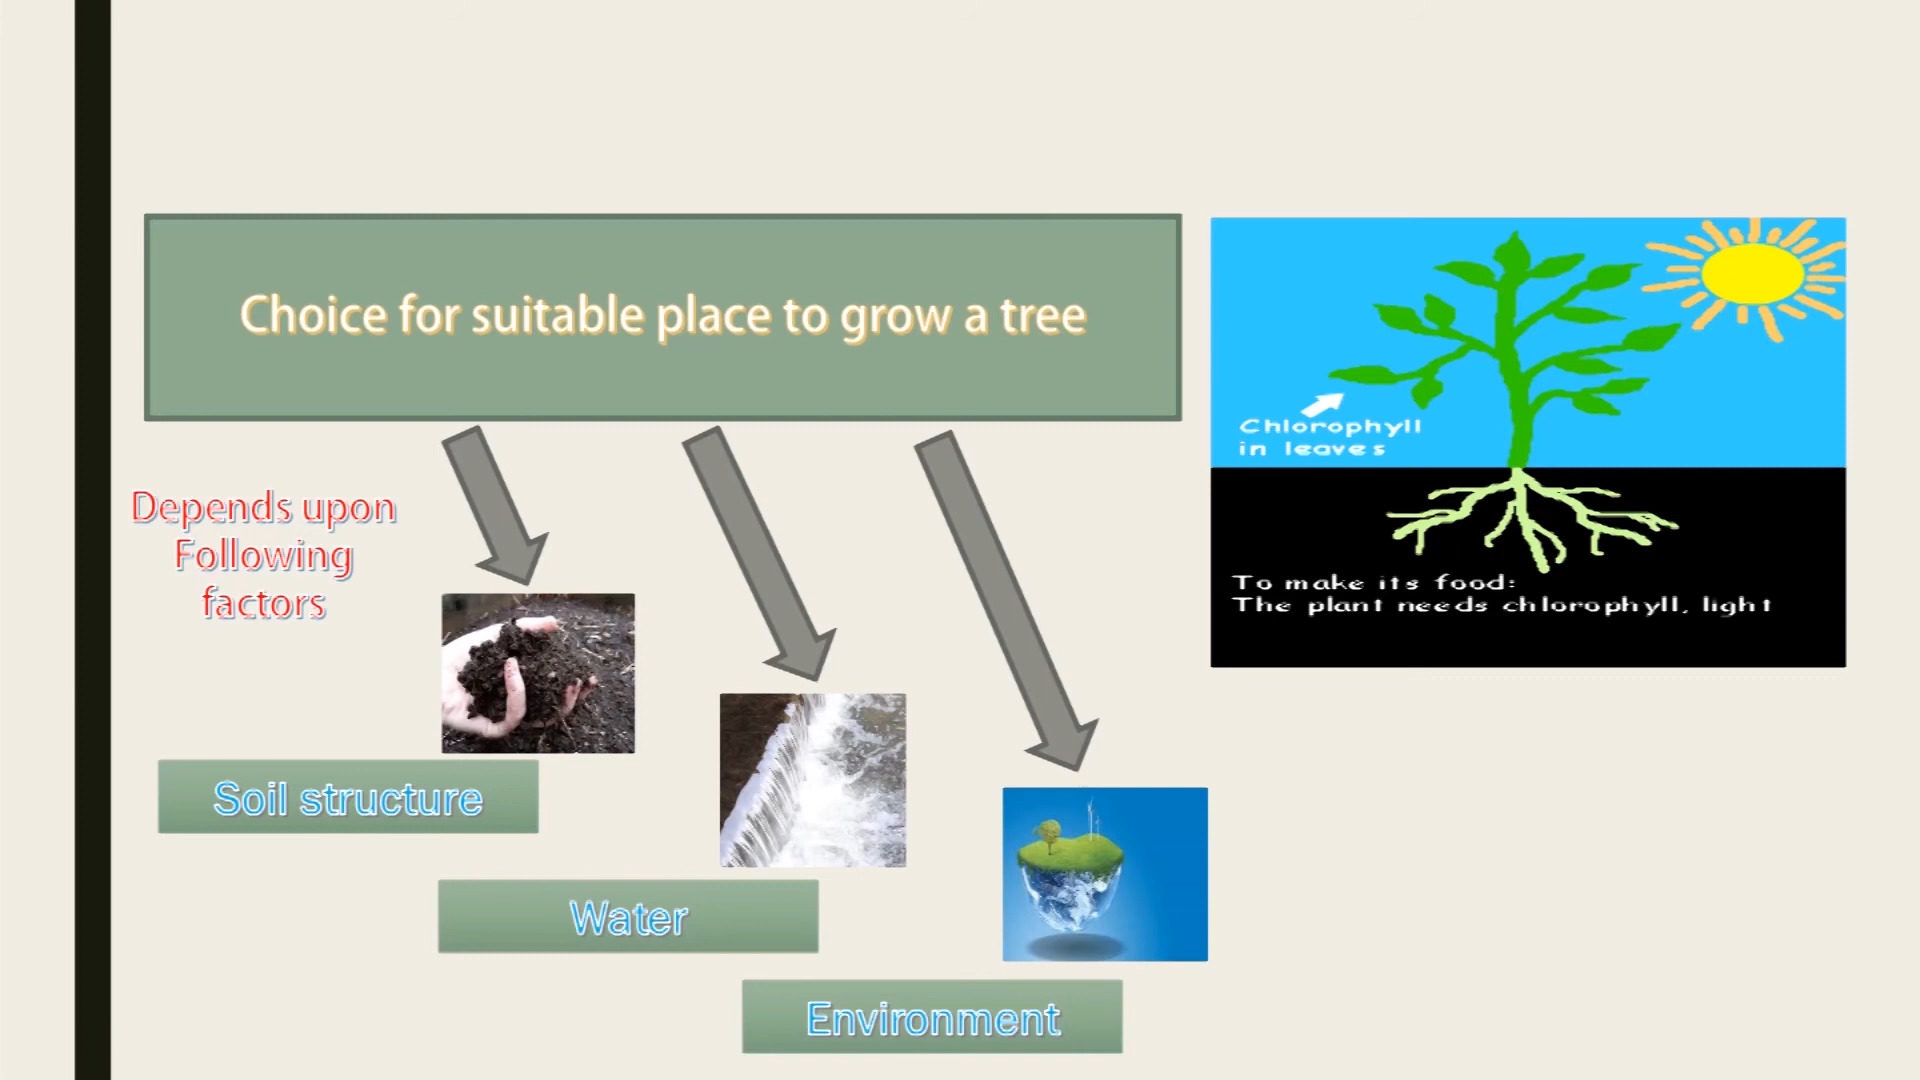 Choice for suitable place to grow a tree
Chlorophyll
in leaves
To make its food:
The plant needs chlorophyll, light
Depends upon
Following
factors
Soil structure
Water
Environment